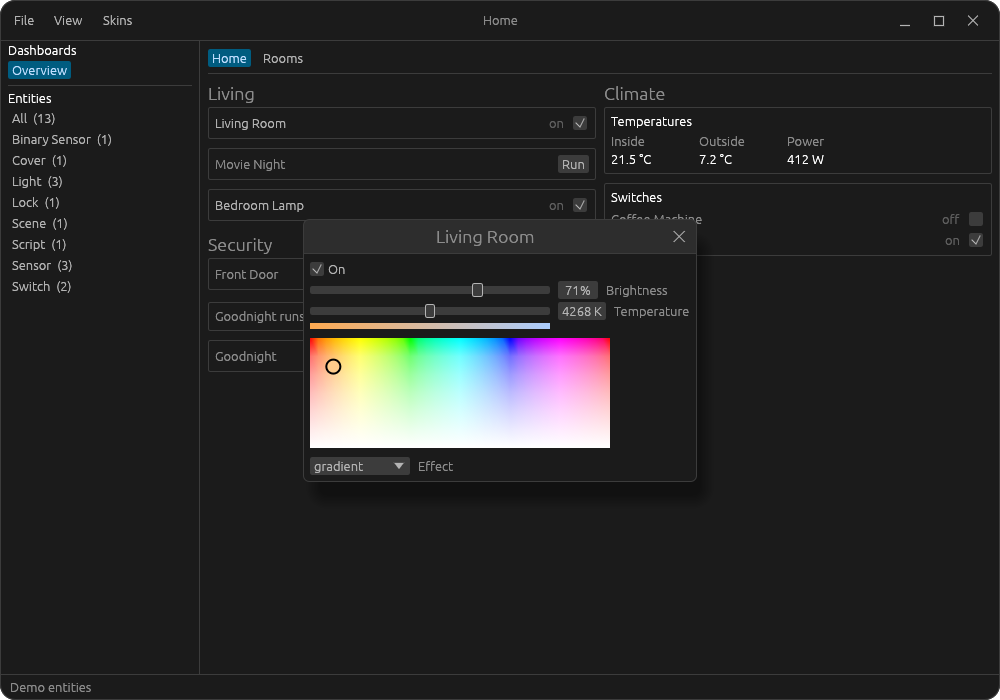 File View Skins
Home
Dashboards
Overview
Entities
All (13)
Binary Sensor (1)
Cover (1)
Light (3)
Lock (1)
Scene (1)
Script (1)
Sensor (3)
Switch (2)
Home Rooms
Living
Living Room on
Movie Night Run
Bedroom Lamp on
Security
Front Door
Goodnight runs
Goodnight
Climate
Temperatures
Inside Outside Power
21.5 °C 7.2 °C 412 W
Switches
Coffee Machine off
on
Living Room
On
71% Brightness
4268 K Temperature
gradient Effect
Demo entities